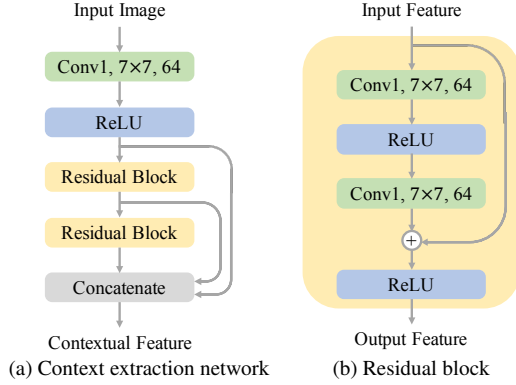 Input Image
Conv1, 7×7, 64
ReLU
Residual Block
Residual Block
Concatenate
Contextual Feature
(a) Context extraction network
Input Feature
Conv1, 7×7, 64
ReLU
Conv1, 7×7, 64
+
ReLU
Output Feature
(b) Residual block